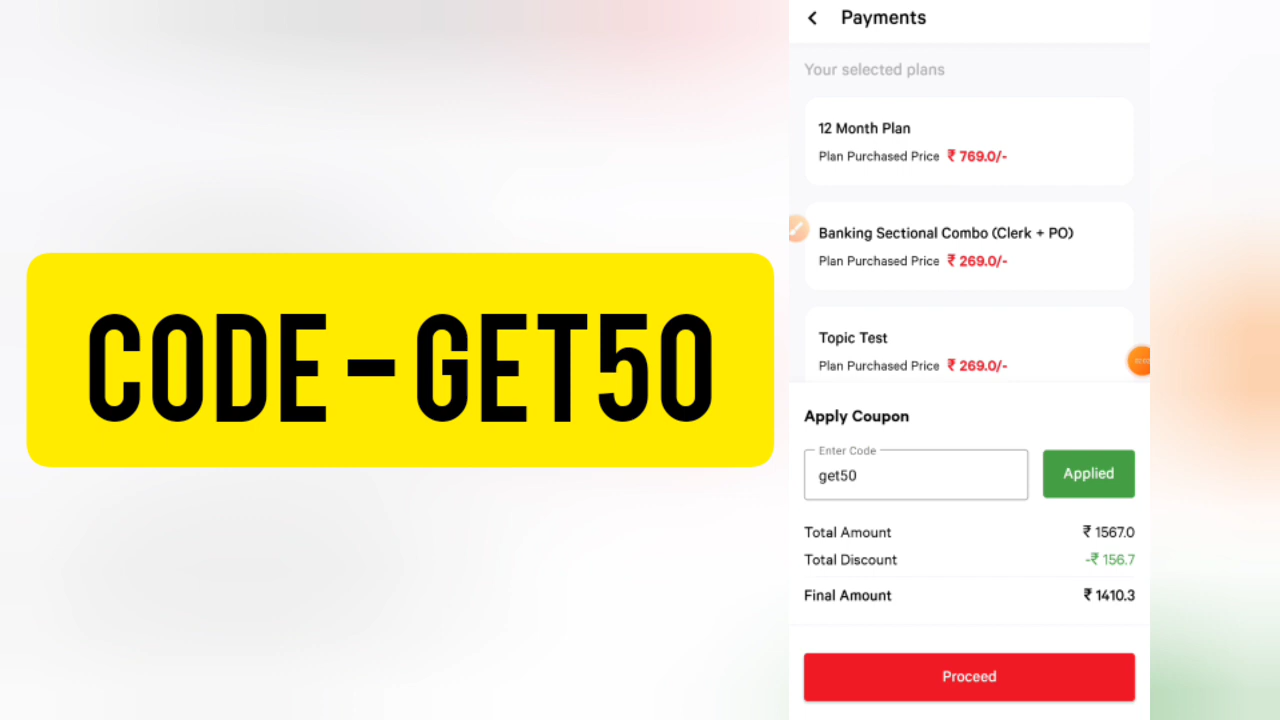 CODE - GET50
Payments
Your selected plans
12 Month Plan
Plan Purchased Price ₹ 769.0/-
Banking Sectional Combo (Clerk + PO)
Plan Purchased Price ₹ 269.0/-
Topic Test
Plan Purchased Price ₹ 269.0/-
Apply Coupon
Enter Code
get50
Applied
Total Amount ₹ 1567.0
Total Discount -₹ 156.7
Final Amount ₹ 1410.3
Proceed